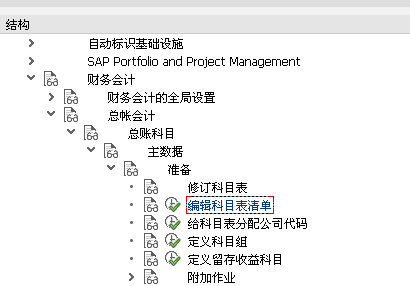 结构
自动标识基础设施
SAP Portfolio and Project Management
财务会计
财务会计的全局设置
总帐会计
总账科目
主数据
准备
修订科目表
编辑科目表清单
给科目表分配公司代码
定义科目组
定义留存收益科目
附加作业